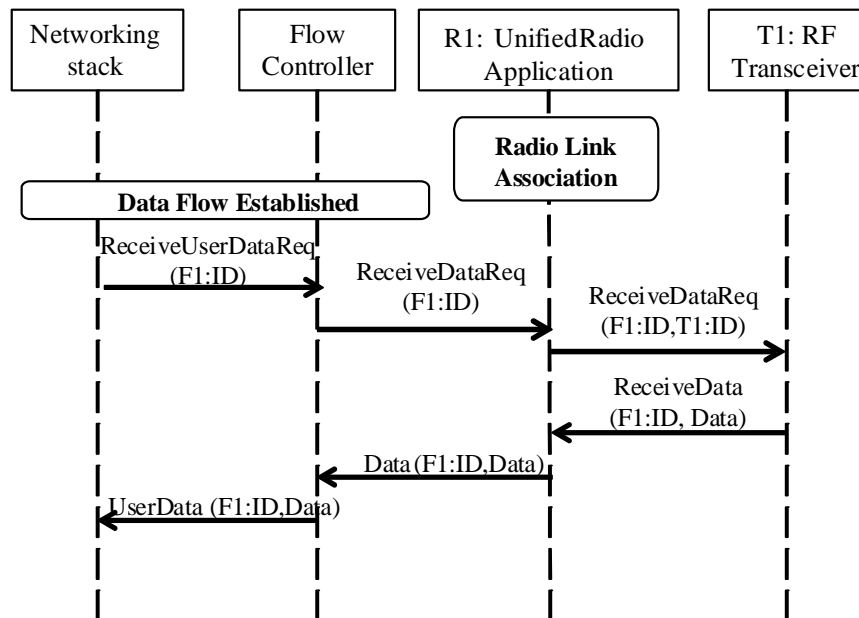 Networking
stack
Flow
Controller
R1: UnifiedRadio
Application
T1: RF
Transceiver
Radio Link
Association
Data Flow Established
ReceiveUserDataReq
(F1:ID)
ReceiveDataReq
(F1:ID)
ReceiveDataReq
(F1:ID,T1:ID)
ReceiveData
(F1:ID, Data)
Data (F1:ID,Data)
UserData (F1:ID,Data)